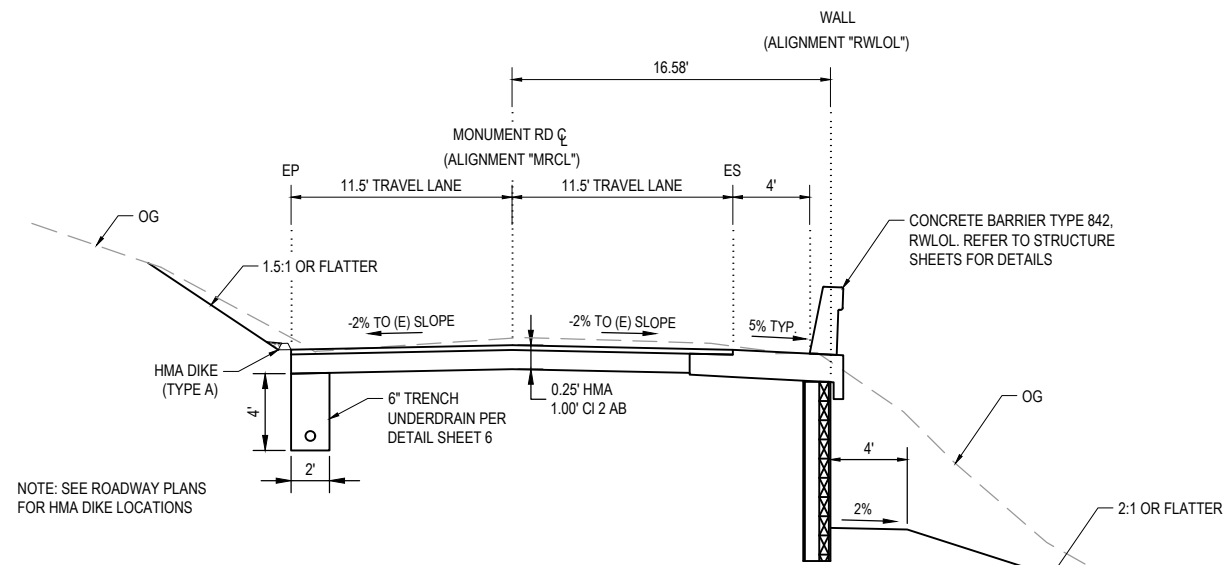 WALL
(ALIGNMENT "RWLOL")
16.58'
MONUMENT RD ℄
(ALIGNMENT "MRCL")
EP
11.5' TRAVEL LANE
11.5' TRAVEL LANE
ES
4'
OG
1.5:1 OR FLATTER
CONCRETE BARRIER TYPE 842,
RWLOL. REFER TO STRUCTURE
SHEETS FOR DETAILS
-2% TO (E) SLOPE
-2% TO (E) SLOPE
5% TYP.
HMA DIKE
(TYPE A)
0.25' HMA
1.00' Cl 2 AB
4'
6" TRENCH
UNDERDRAIN PER
DETAIL SHEET 6
OG
4'
2'
NOTE: SEE ROADWAY PLANS
FOR HMA DIKE LOCATIONS
2%
2:1 OR FLATTER